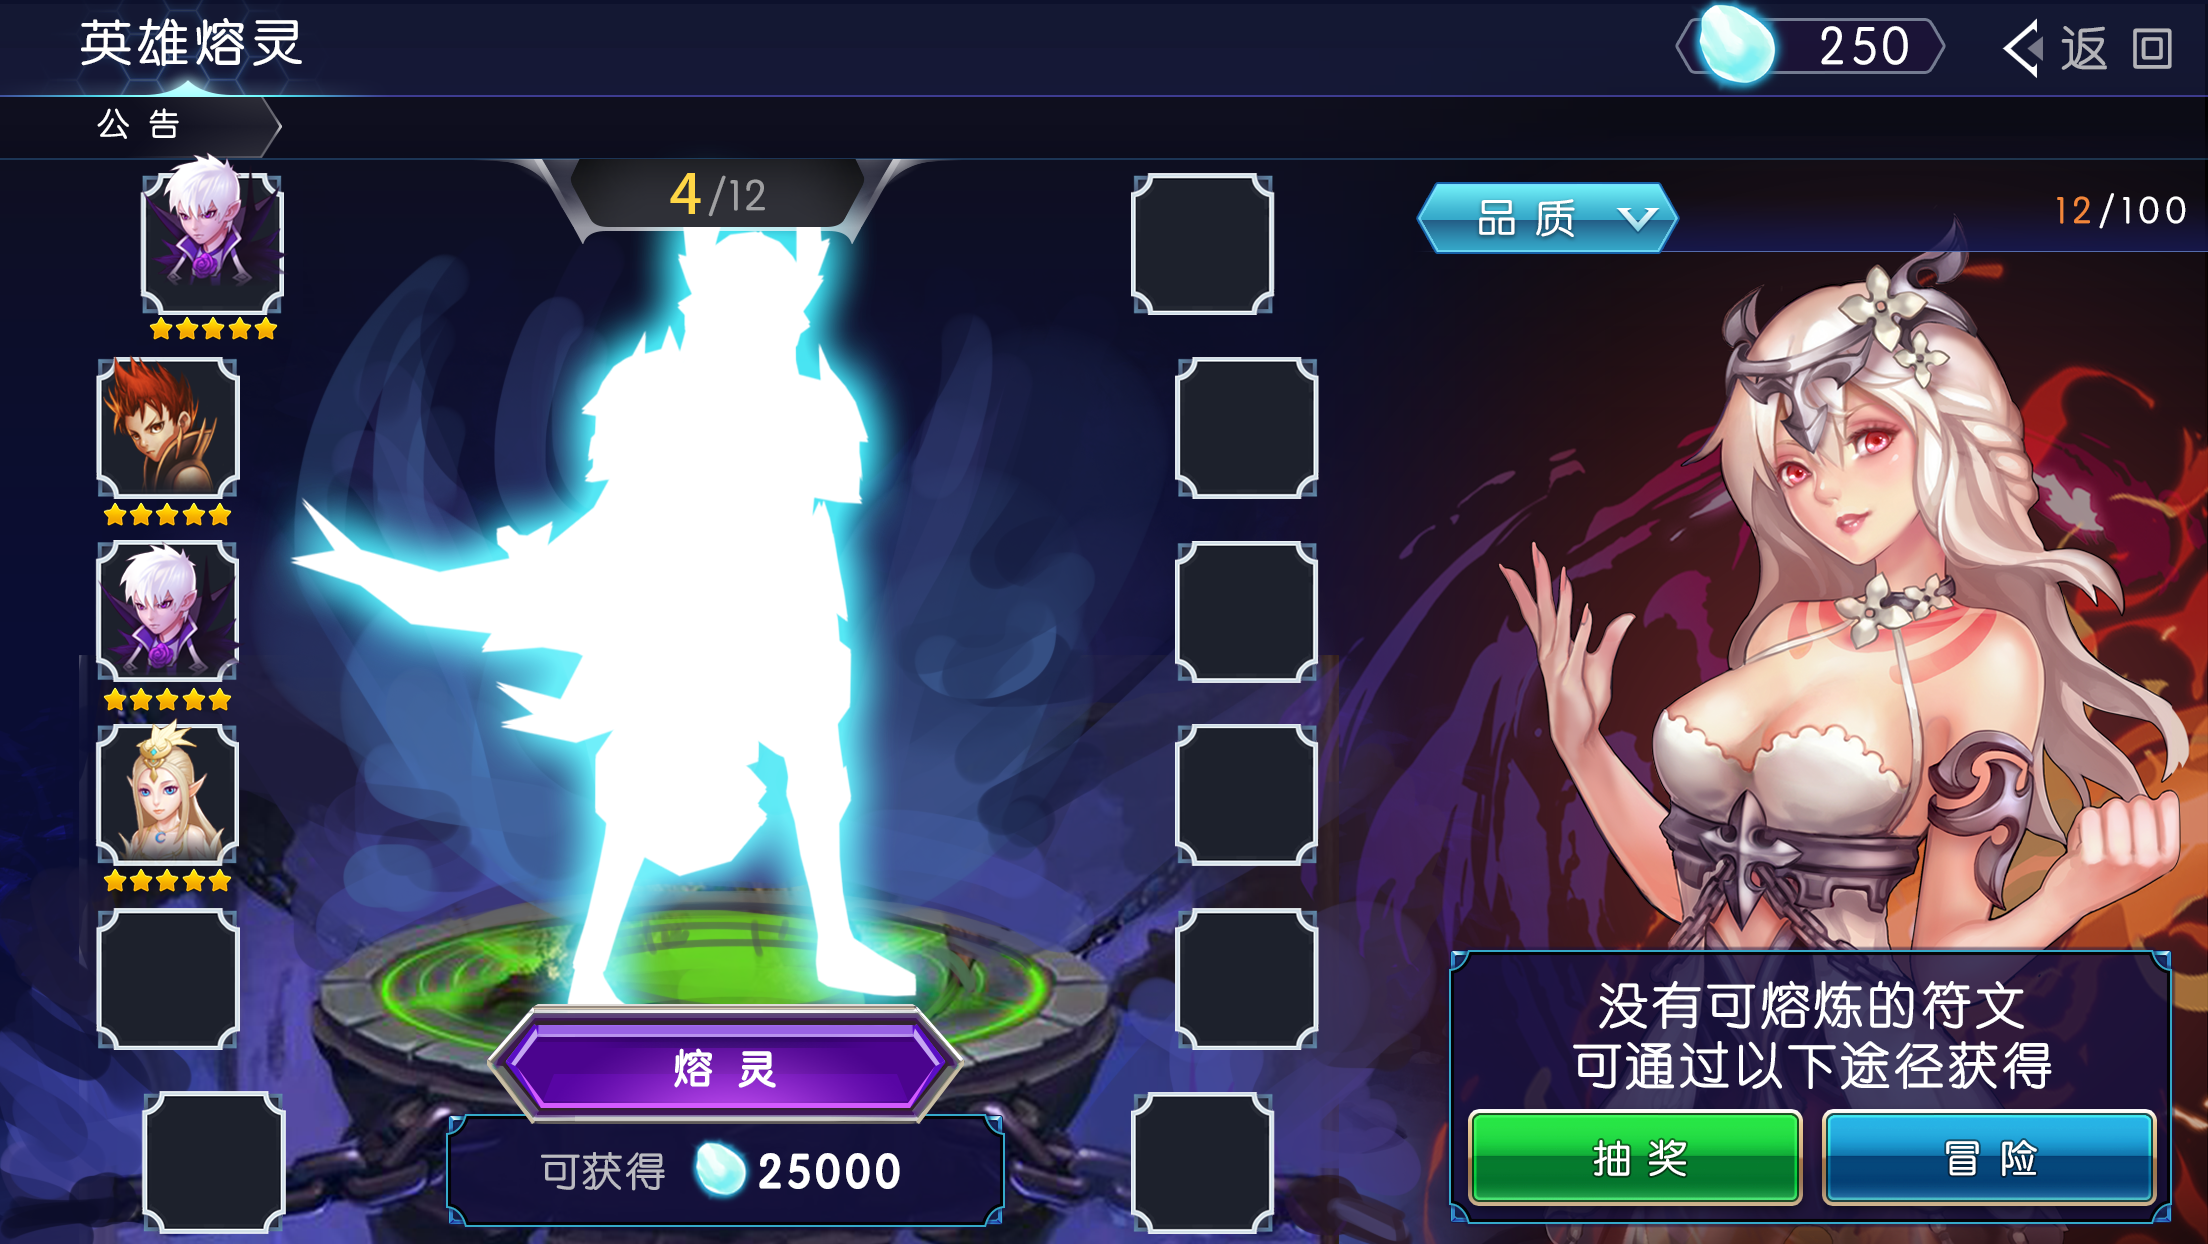 英雄熔灵
250
返回
公告
4/12
品质
12/100
熔灵
可获得 25000
没有可熔炼的符文
可通过以下途径获得
抽奖
冒险